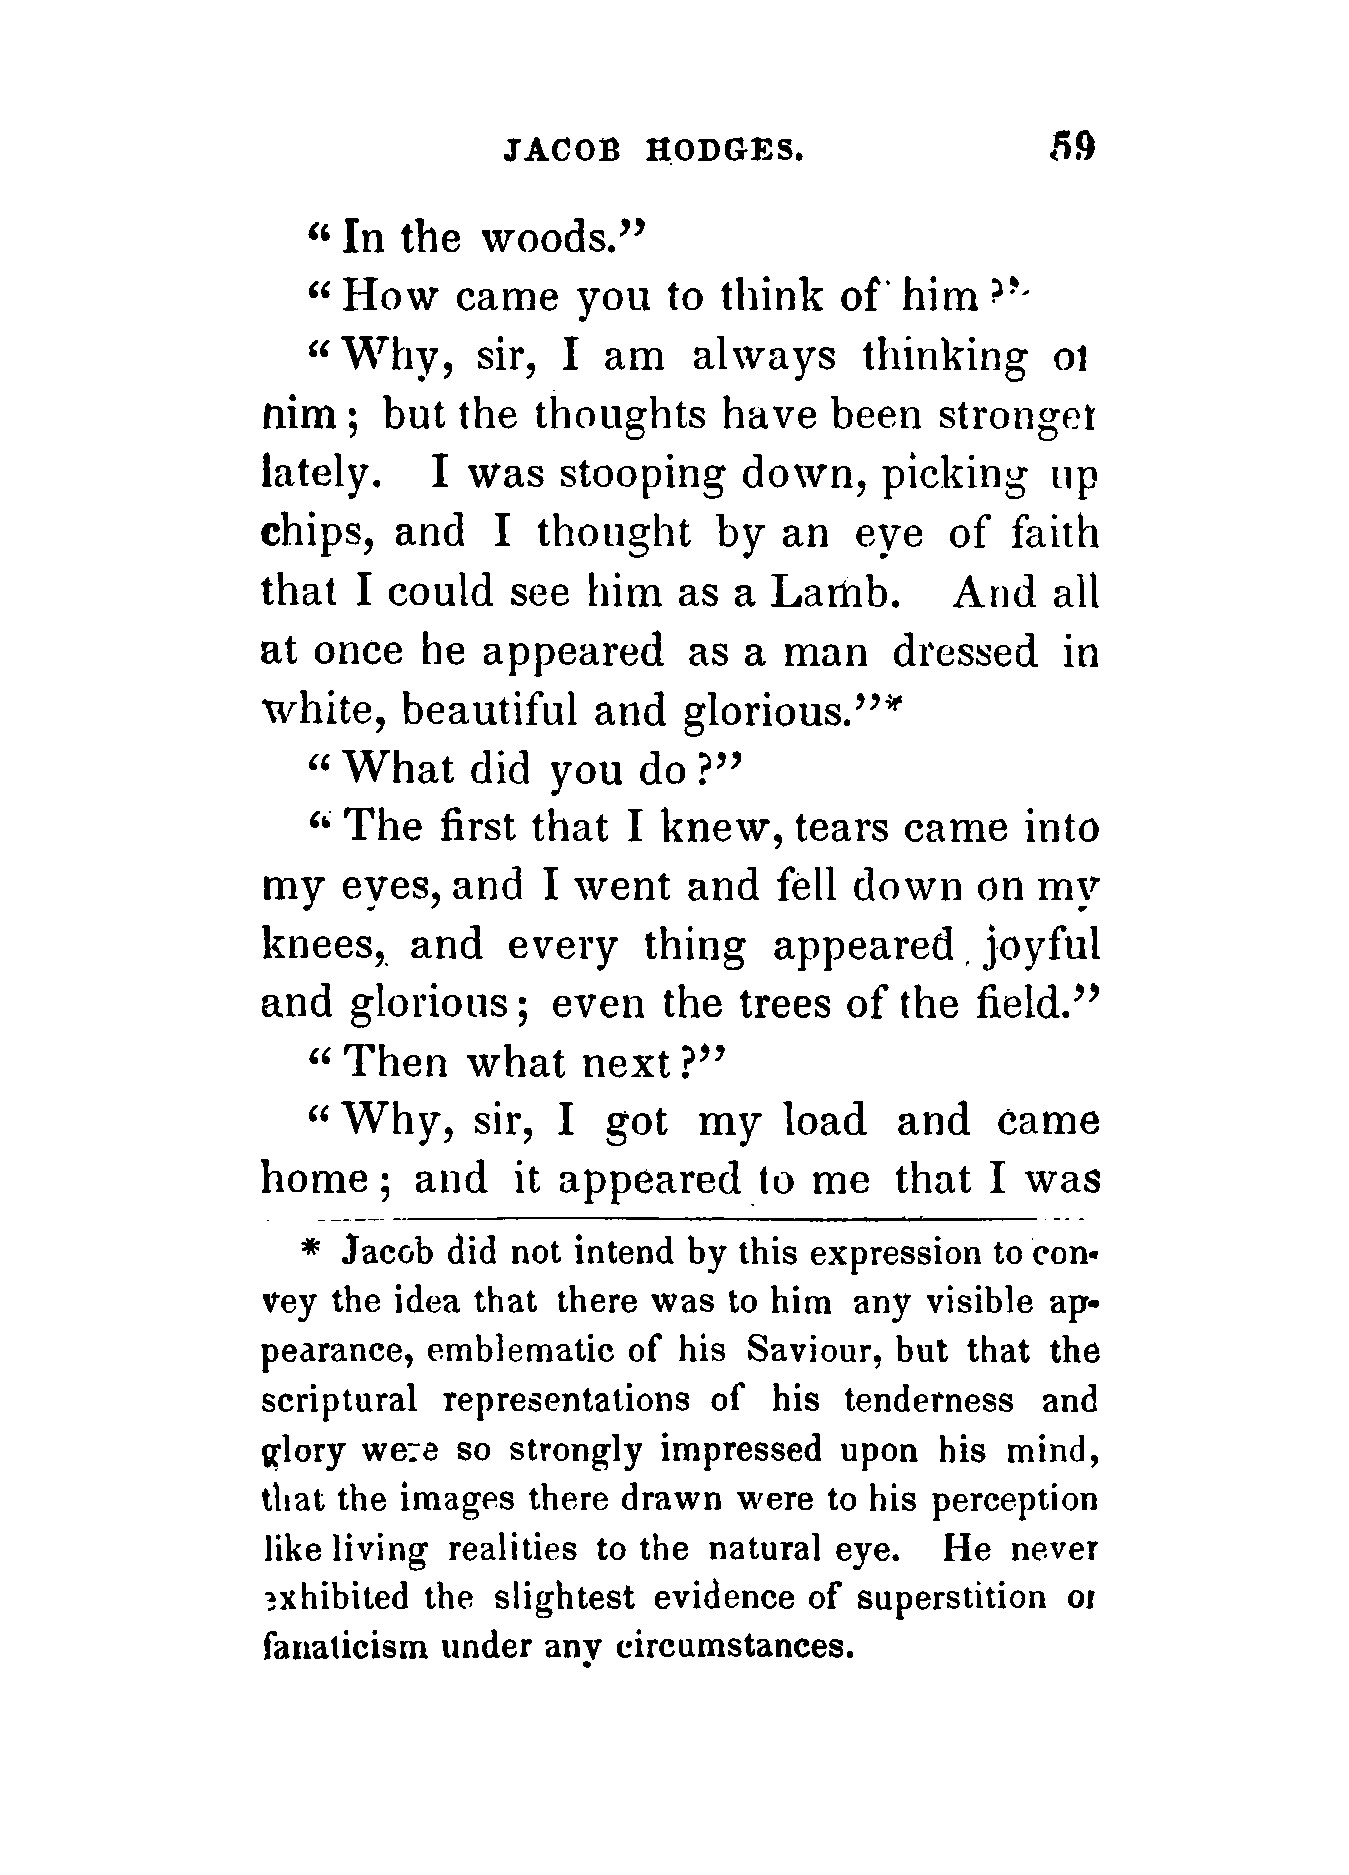 JACOB HODGES. 59
“ In the woods.”
“ How came you to think of him ?”
“ Why, sir, I am always thinking of
him ; but the thoughts have been stronger
lately. I was stooping down, picking up
chips, and I thought by an eye of faith
that I could see him as a Lamb. And all
at once he appeared as a man dressed in
white, beautiful and glorious.”*
“ What did you do ?”
“ The first that I knew, tears came into
my eyes, and I went and fell down on my
knees, and every thing appeared joyful
and glorious ; even the trees of the field.”
“ Then what next ?”
“ Why, sir, I got my load and came
home ; and it appeared to me that I was
* Jacob did not intend by this expression to con-
vey the idea that there was to him any visible ap-
pearance, emblematic of his Saviour, but that the
scriptural representations of his tenderness and
glory were so strongly impressed upon his mind,
that the images there drawn were to his perception
like living realities to the natural eye. He never
exhibited the slightest evidence of superstition or
fanaticism under any circumstances.